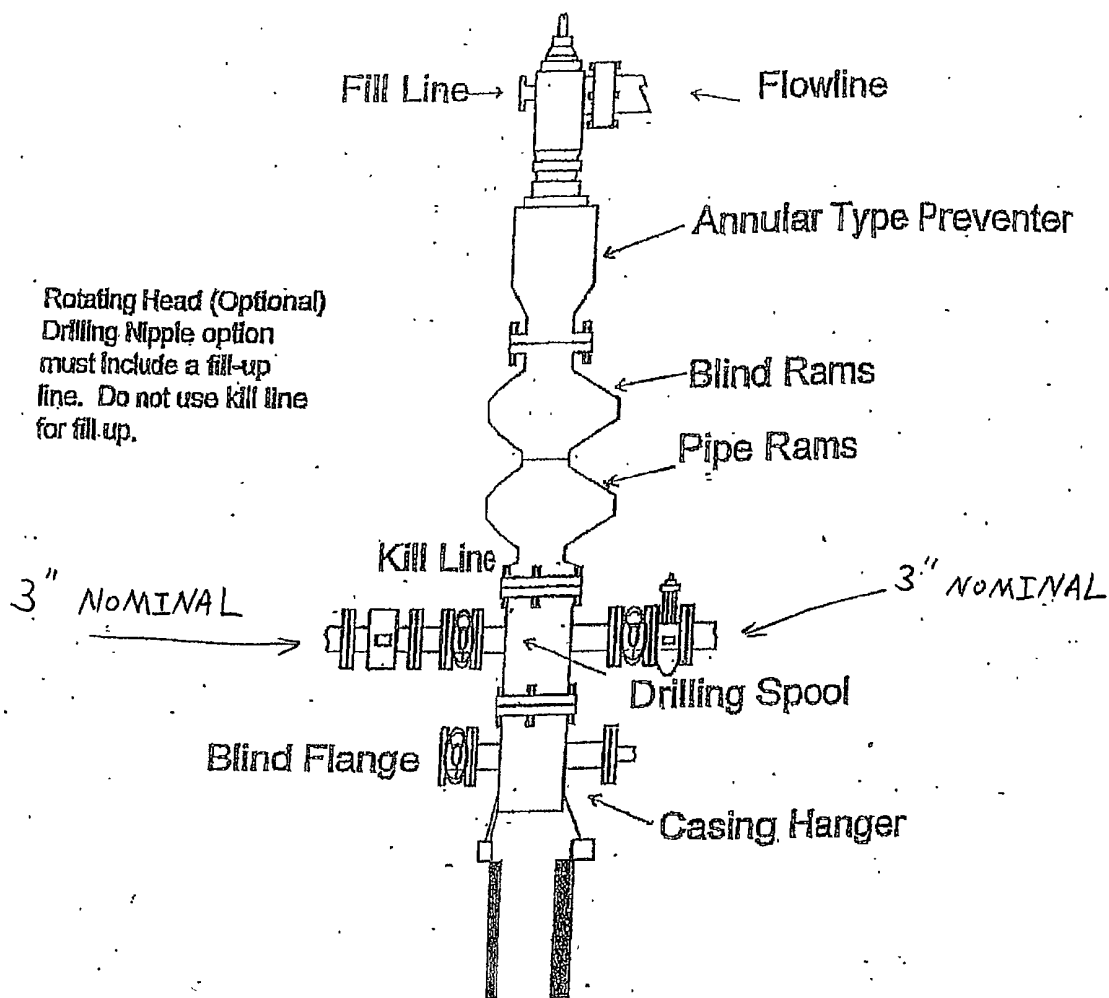 Fill Line
Flowline
Annular Type Preventer
Rotating Head (Optional)
Drilling Nipple option
must include a fill-up
line. Do not use kill line
for fill up.
Blind Rams
Pipe Rams
Kill Line
3" NOMINAL
3" NOMINAL
Drilling Spool
Blind Flange
Casing Hanger